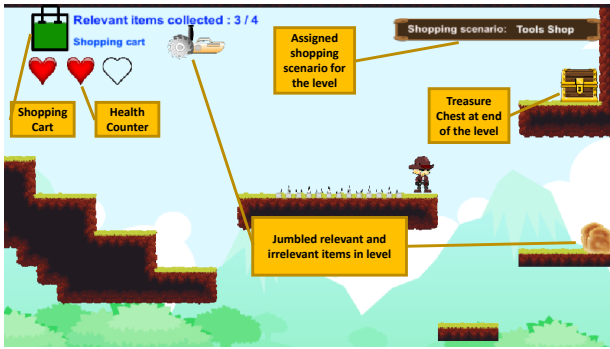 Relevant items collected : 3 / 4
Shopping cart
Shopping scenario: Tools Shop
Assigned
shopping
scenario for
the level
Treasure
Chest at end
of the level
Shopping
Cart
Health
Counter
Jumbled relevant and
irrelevant items in level